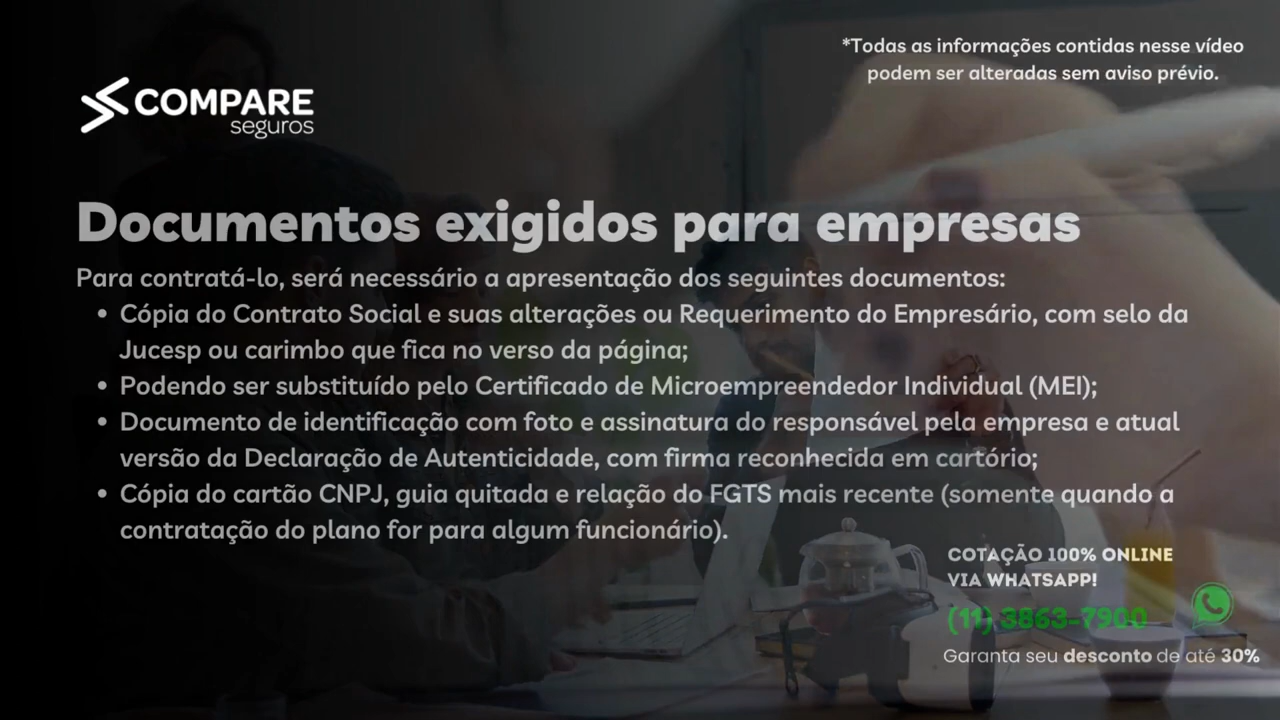 *Todas as informações contidas nesse vídeo
podem ser alteradas sem aviso prévio.
COMPARE
seguros
Documentos exigidos para empresas
Para contratá-lo, será necessário a apresentação dos seguintes documentos:
• Cópia do Contrato Social e suas alterações ou Requerimento do Empresário, com selo da
Jucesp ou carimbo que fica no verso da página;
• Podendo ser substituído pelo Certificado de Microempreendedor Individual (MEI);
• Documento de identificação com foto e assinatura do responsável pela empresa e atual
versão da Declaração de Autenticidade, com firma reconhecida em cartório;
• Cópia do cartão CNPJ, guia quitada e relação do FGTS mais recente (somente quando a
contratação do plano for para algum funcionário).
COTAÇÃO 100% ONLINE
VIA WHATSAPP!
(11) 3863-7900
Garanta seu desconto de até 30%